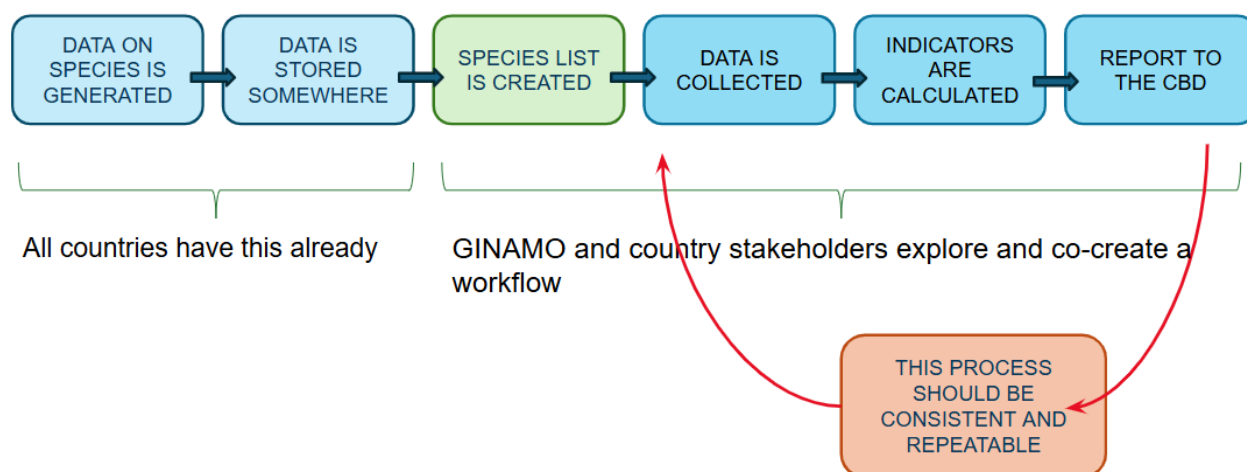 DATA ON
SPECIES IS
GENERATED
DATA IS
STORED
SOMEWHERE
SPECIES LIST
IS CREATED
DATA IS
COLLECTED
INDICATORS
ARE
CALCULATED
REPORT TO
THE CBD
All countries have this already
GINAMO and country stakeholders explore and co-create a
workflow
THIS PROCESS
SHOULD BE
CONSISTENT AND
REPEATABLE